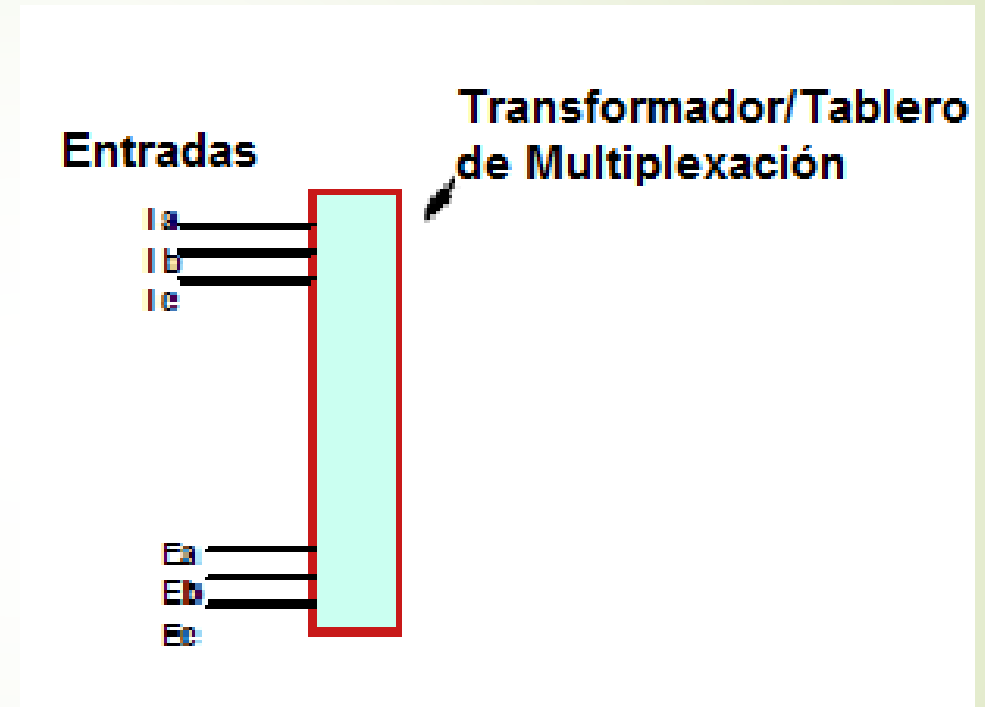 Transformador/Tablero
de Multiplexación
Entradas
Ia
Ib
Ic
Ea
Eb
Ec